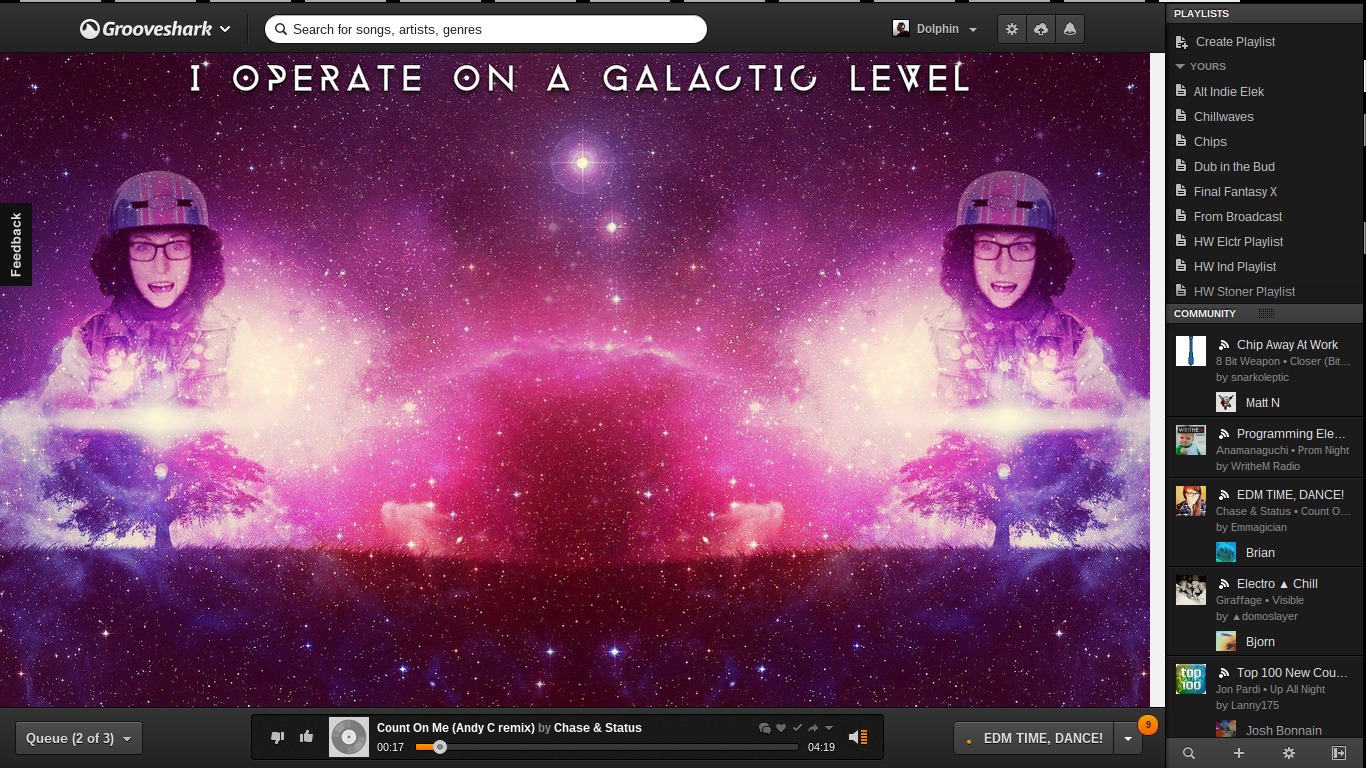 Grooveshark
Search for songs, artists, genres
Dolphin
I OPERATE ON A GALACTIC LEVEL
Feedback
PLAYLISTS
Create Playlist
YOURS
Alt Indie Elek
Chillwaves
Chips
Dub in the Bud
Final Fantasy X
From Broadcast
HW Elctr Playlist
HW Ind Playlist
HW Stoner Playlist
COMMUNITY
Chip Away At Work
8 Bit Weapon • Closer (Bit...
by snarkoleptic
Matt N
WRITHEM
Programming Ele...
Anamanaguchi • Prom Night
by WritheM Radio
EDM TIME, DANCE!
Chase & Status • Count O...
by Emmagician
Brian
Electro ▲ Chill
Giraffage • Visible
by ▲domoslayer
Bjorn
top 100
Top 100 New Cou...
Jon Pardi • Up All Night
by Lanny175
Josh Bonnain
Queue (2 of 3)
Count On Me (Andy C remix) by Chase & Status
00:17
04:19
EDM TIME, DANCE!
9